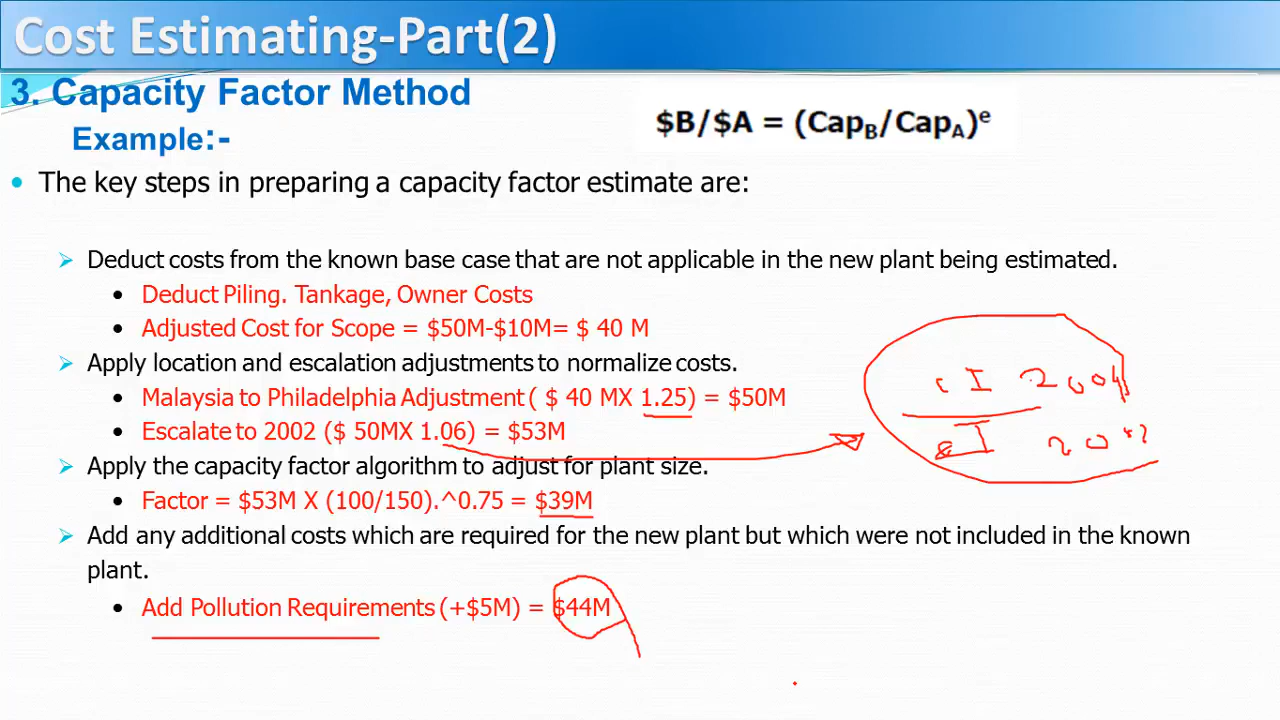 Cost Estimating-Part(2)
3. Capacity Factor Method
Example:-
$B/$A = (CapB/CapA)e
• The key steps in preparing a capacity factor estimate are:
➢ Deduct costs from the known base case that are not applicable in the new plant being estimated.
• Deduct Piling. Tankage, Owner Costs
• Adjusted Cost for Scope = $50M-$10M= $ 40 M
➢ Apply location and escalation adjustments to normalize costs.
• Malaysia to Philadelphia Adjustment ( $ 40 MX 1.25) = $50M
• Escalate to 2002 ($ 50MX 1.06) = $53M
➢ Apply the capacity factor algorithm to adjust for plant size.
• Factor = $53M X (100/150).^0.75 = $39M
➢ Add any additional costs which are required for the new plant but which were not included in the known
plant.
• Add Pollution Requirements (+$5M) = $44M